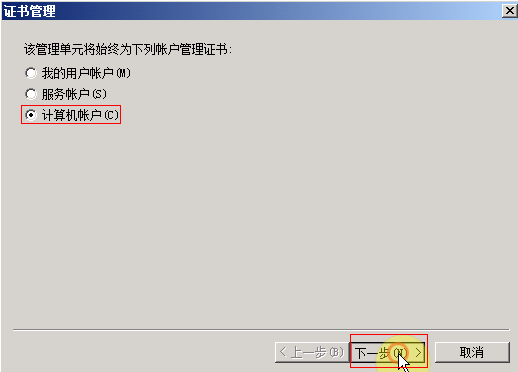 证书管理
该管理单元将始终为下列帐户管理证书:
我的用户帐户(M)
服务帐户(S)
计算机帐户(C)
< 上一步(B) 下一步(N) > 取消